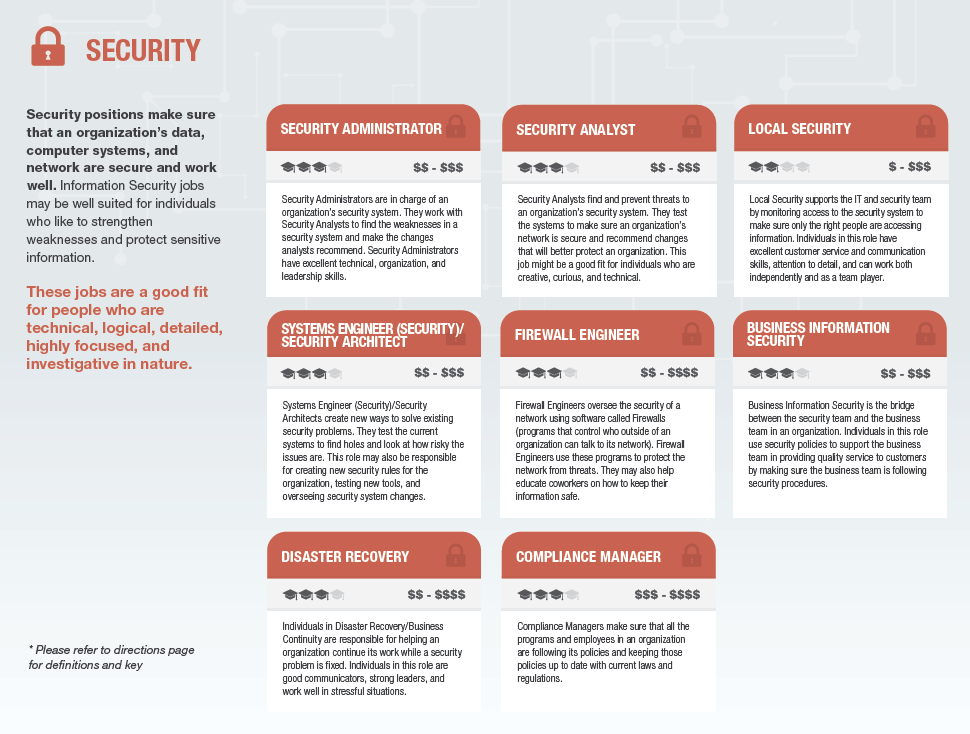 SECURITY
Security positions make sure
that an organization's data,
computer systems, and
network are secure and work
well. Information Security jobs
may be well suited for individuals
who like to strengthen
weaknesses and protect sensitive
information.
These jobs are a good fit
for people who are
technical, logical, detailed,
highly focused, and
investigative in nature.
* Please refer to directions page
for definitions and key
SECURITY ADMINISTRATOR
$$ - $$$
Security Administrators are in charge of an
organization's security system. They work with
Security Analysts to find the weaknesses in a
security system and make the changes
analysts recommend. Security Administrators
have excellent technical, organization, and
leadership skills.
SECURITY ANALYST
$$ - $$$
Security Analysts find and prevent threats to
an organization's security system. They test
the systems to make sure an organization's
network is secure and recommend changes
that will better protect an organization. This
job might be a good fit for individuals who are
creative, curious, and technical.
LOCAL SECURITY
$ - $$$
Local Security supports the IT and security team
by monitoring access to the security system to
make sure only the right people are accessing
information. Individuals in this role have
excellent customer service and communication
skills, attention to detail, and can work both
independently and as a team player.
SYSTEMS ENGINEER (SECURITY)/
SECURITY ARCHITECT
$$ - $$$
Systems Engineer (Security)/Security
Architects create new ways to solve existing
security problems. They test the current
systems to find holes and look at how risky the
issues are. This role may also be responsible
for creating new security rules for the
organization, testing new tools, and
overseeing security system changes.
FIREWALL ENGINEER
$$ - $$$$
Firewall Engineers oversee the security of a
network using software called Firewalls
(programs that control who outside of an
organization can talk to its network). Firewall
Engineers use these programs to protect the
network from threats. They may also help
educate coworkers on how to keep their
information safe.
BUSINESS INFORMATION
SECURITY
$$ - $$$
Business Information Security is the bridge
between the security team and the business
team in an organization. Individuals in this role
use security policies to support the business
team in providing quality service to customers
by making sure the business team is following
security procedures.
DISASTER RECOVERY
$$ - $$$$
Individuals in Disaster Recovery/Business
Continuity are responsible for helping an
organization continue its work while a security
problem is fixed. Individuals in this role are
good communicators, strong leaders, and
work well in stressful situations.
COMPLIANCE MANAGER
$$$ - $$$$
Compliance Managers make sure that all the
programs and employees in an organization
are following its policies and keeping those
policies up to date with current laws and
regulations.